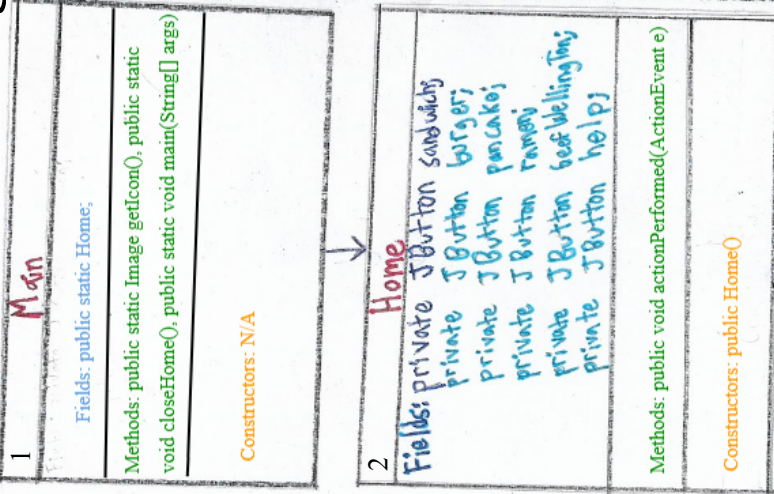 1
Main
Fields: public static Home;
Methods: public static Image getIcon(), public static
void closeHome(), public static void main(String[] args)
Constructors: N/A
2
Home
Fields: private JButton sandwich;
private JButton burger;
private JButton pancake;
private JButton ramen;
private JButton beefWellington;
private JButton help;
Methods: public void actionPerformed(ActionEvent e)
Constructors: public Home()